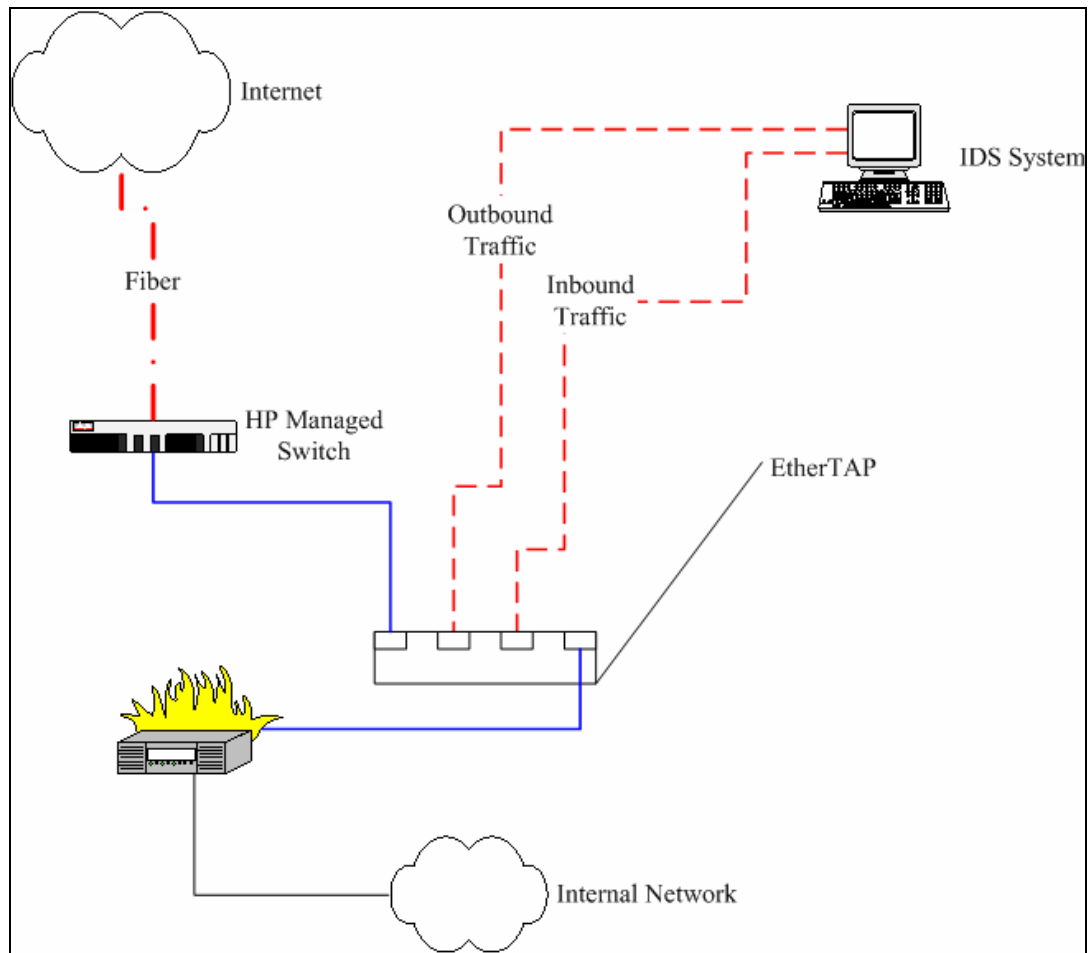 Internet
IDS System
Outbound
Traffic
Fiber
Inbound
Traffic
HP Managed
Switch
EtherTAP
Internal Network